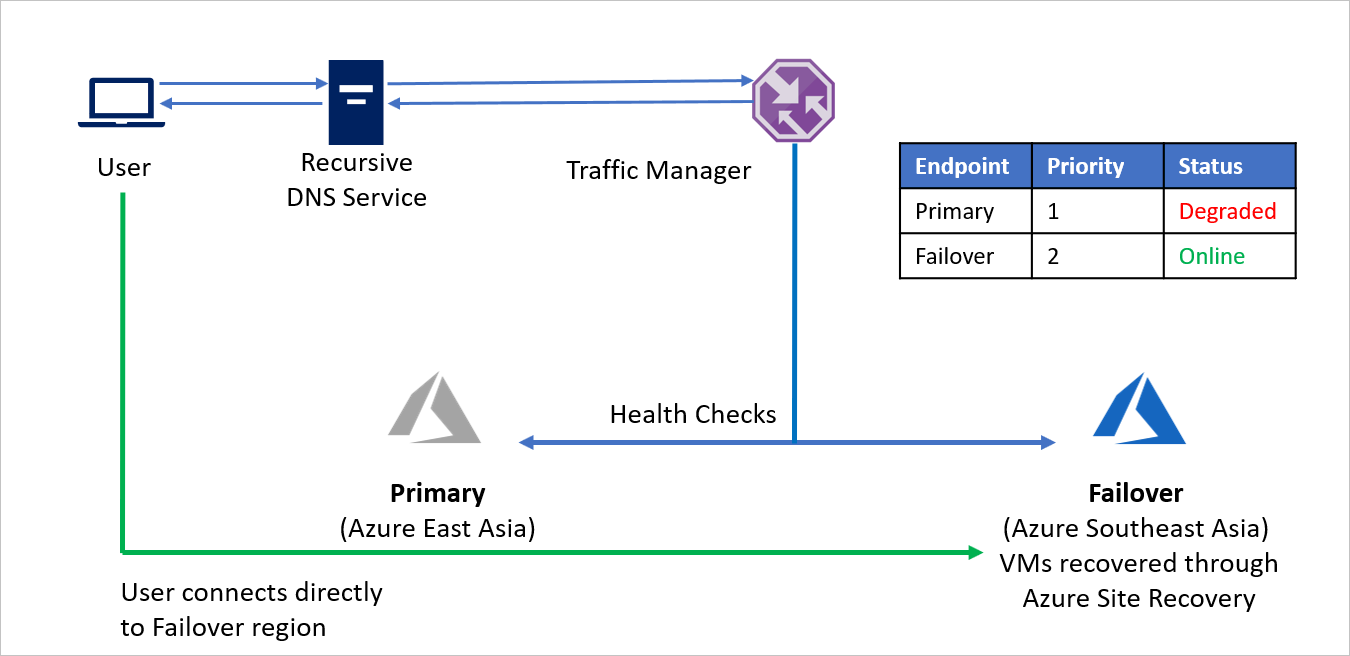 User
Recursive
DNS Service
Traffic Manager
Endpoint Priority Status
Primary 1 Degraded
Failover 2 Online
Health Checks
Primary
(Azure East Asia)
Failover
(Azure Southeast Asia)
VMs recovered through
Azure Site Recovery
User connects directly
to Failover region